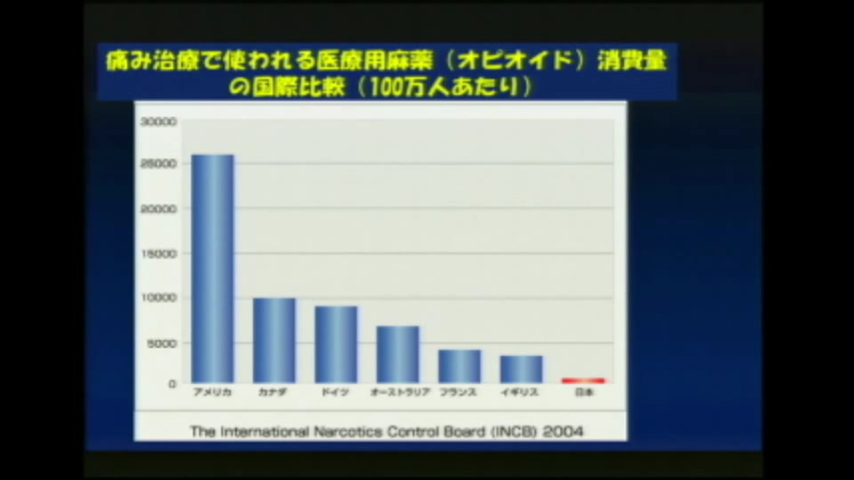 痛み治療で使われる医療用麻薬（オピオイド）消費量
の国際比較（100万人あたり）
30000
25000
20000
15000
10000
5000
0
アメリカ カナダ ドイツ オーストラリア フランス イギリス 日本
The International Narcotics Control Board (INCB) 2004